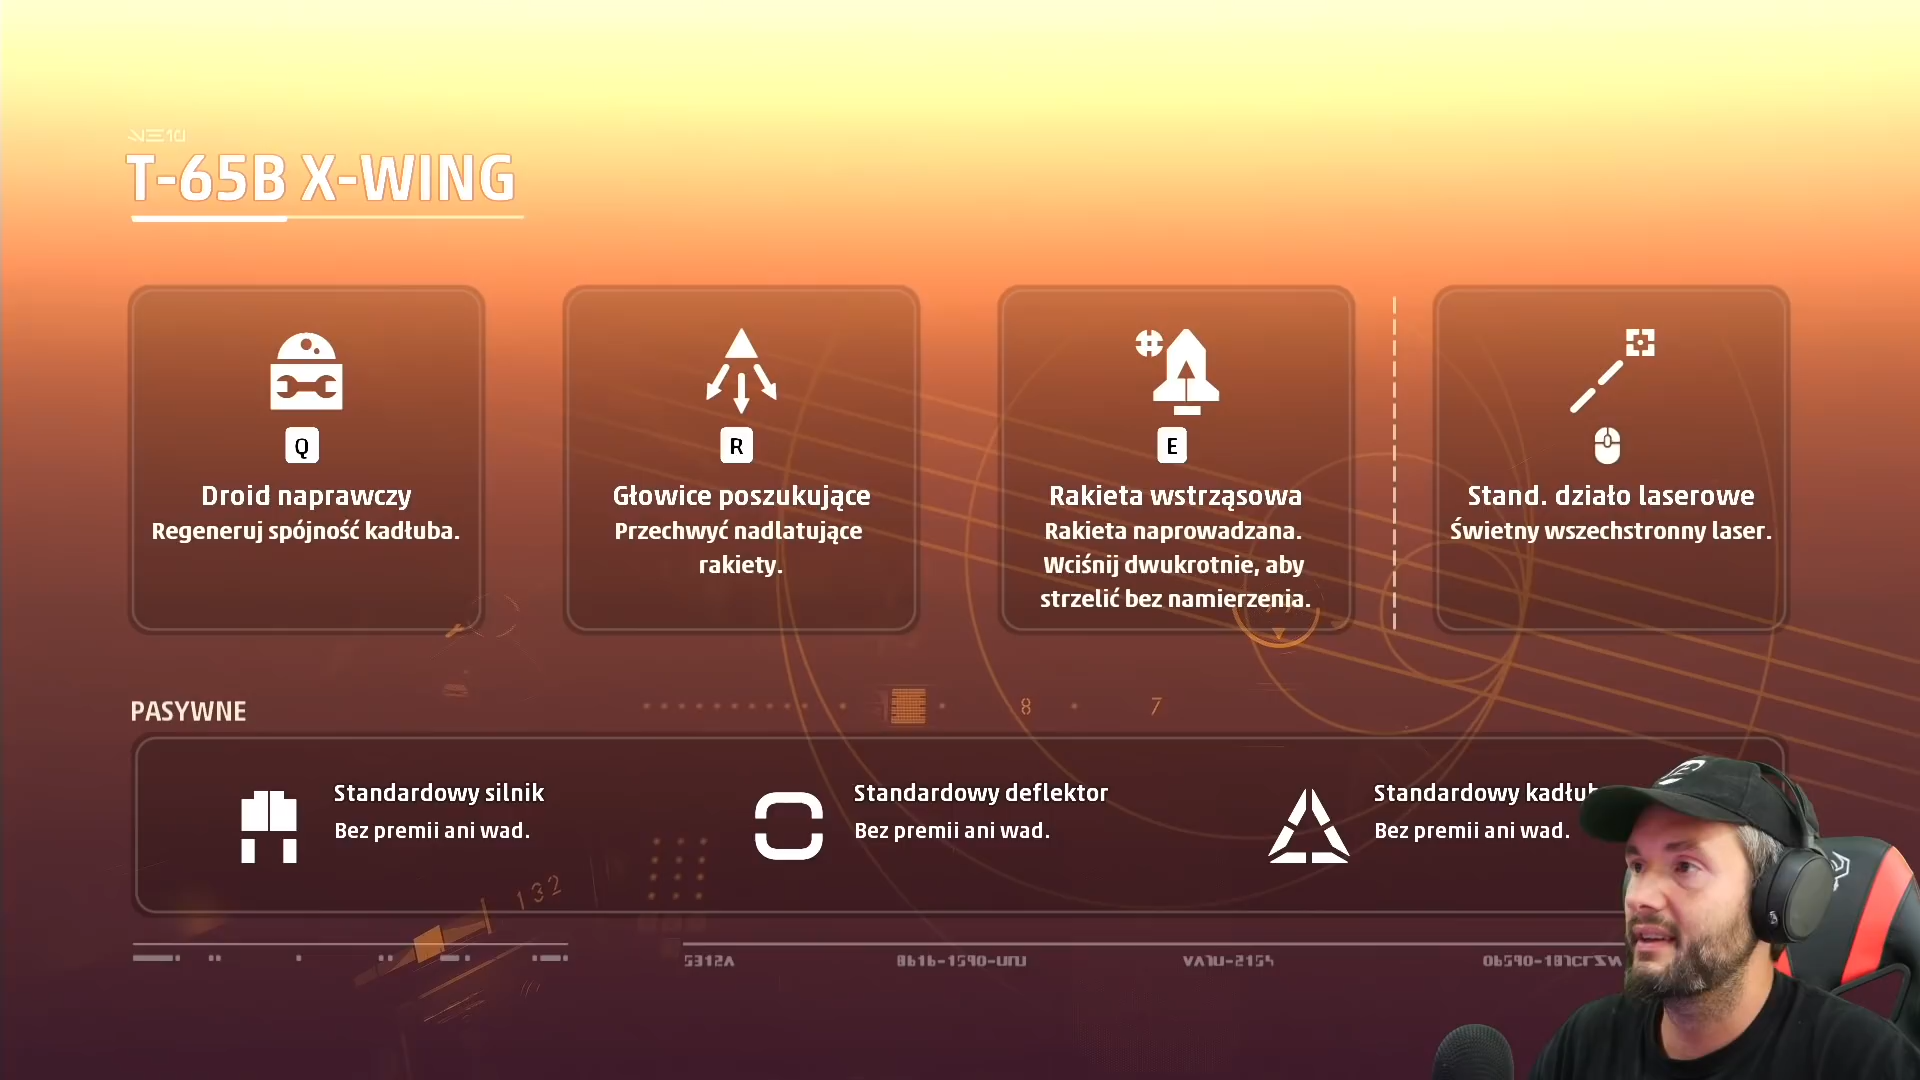 T-65B X-WING
Q
Droid naprawczy
Regeneruj spójność kadłuba.
R
Głowice poszukujące
Przechwyć nadlatujące
rakiety.
E
Rakieta wstrząsowa
Rakieta naprowadzana.
Wciśnij dwukrotnie, aby
strzelić bez namierzenia.
Stand. działo laserowe
Świetny wszechstronny laser.
8
7
PASYWNE
Standardowy silnik
Bez premii ani wad.
Standardowy deflektor
Bez premii ani wad.
Standardowy kadłub
Bez premii ani wad.
132